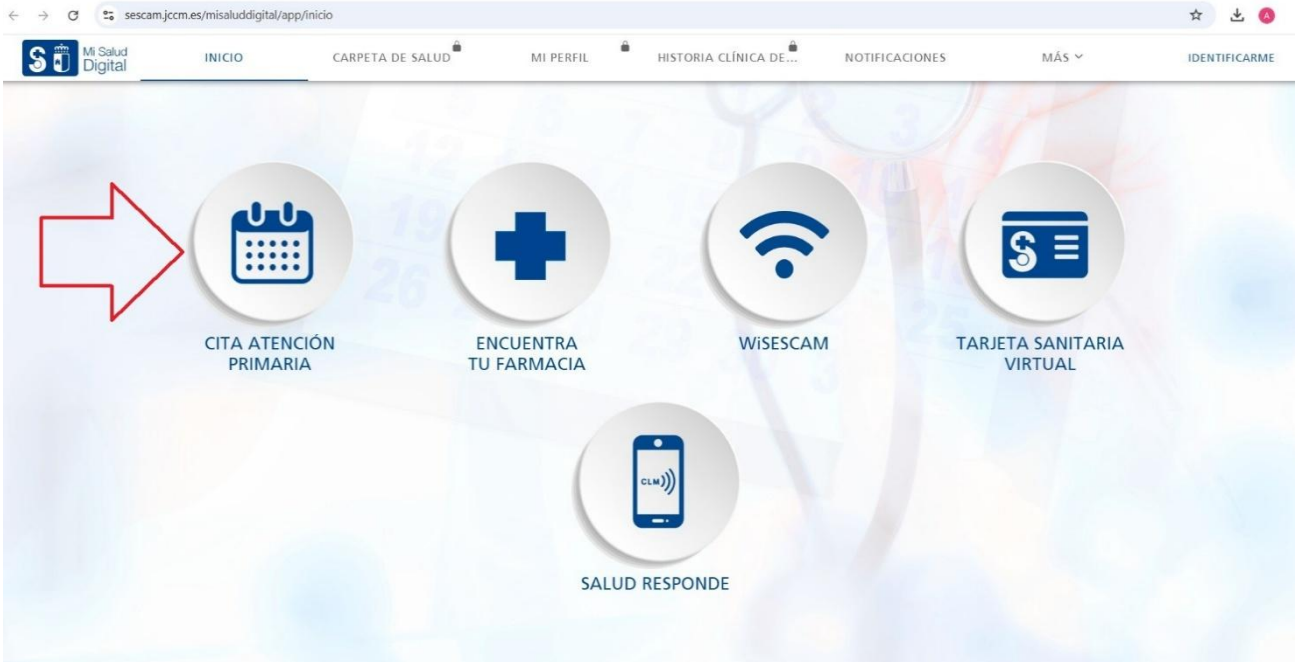 sescam.jccm.es/misaluddigital/app/inicio
A
S
Mi Salud
Digital
INICIO
CARPETA DE SALUD
MI PERFIL
HISTORIA CLÍNICA DE...
NOTIFICACIONES
MÁS
IDENTIFICARME
CITA ATENCIÓN
PRIMARIA
ENCUENTRA
TU FARMACIA
WiSESCAM
S
TARJETA SANITARIA
VIRTUAL
CLM
SALUD RESPONDE